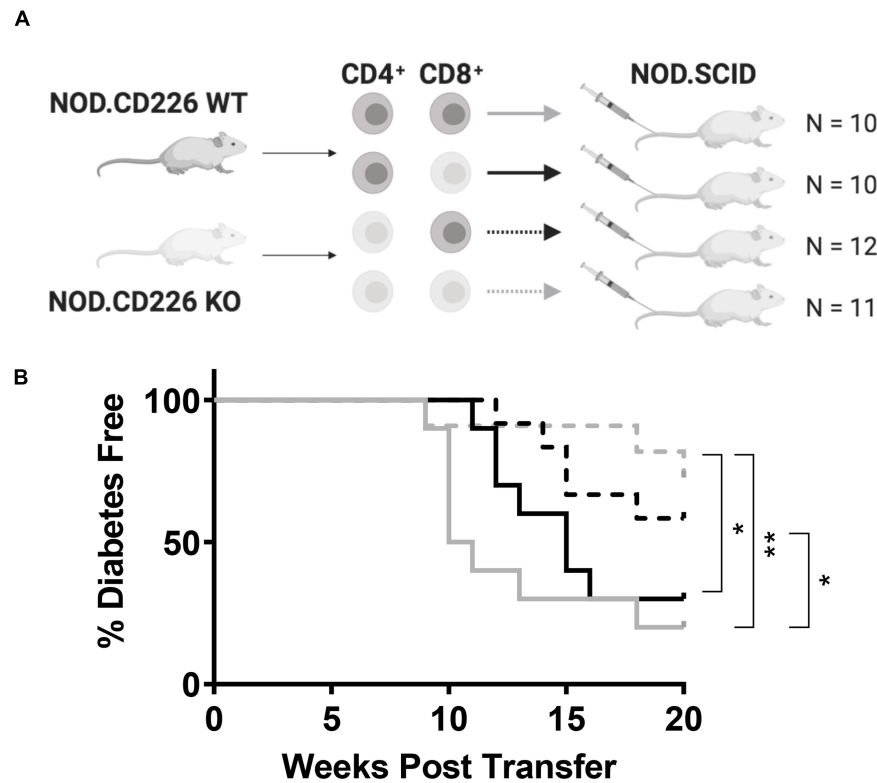 A
CD4⁺ CD8⁺ NOD.SCID
NOD.CD226 WT
N = 10
N = 10
N = 12
NOD.CD226 KO
N = 11
B
% Diabetes Free
100
50
0
0 5 10 15 20
Weeks Post Transfer
*
**
*